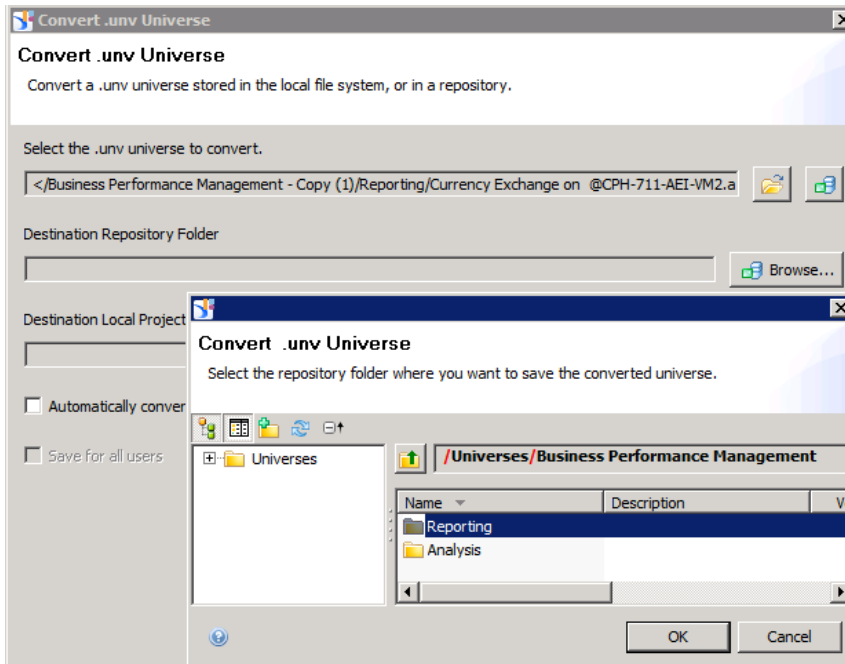 Convert .unv Universe
Convert .unv Universe
Convert a .unv universe stored in the local file system, or in a repository.
Select the .unv universe to convert.
</Business Performance Management - Copy (1)/Reporting/Currency Exchange on @CPH-711-AEI-VM2.a
Destination Repository Folder
Browse...
Destination Local Project
Convert .unv Universe
Select the repository folder where you want to save the converted universe.
Automatically conver
Save for all users
Universes
/Universes/Business Performance Management
Name Description V
Reporting
Analysis
OK Cancel